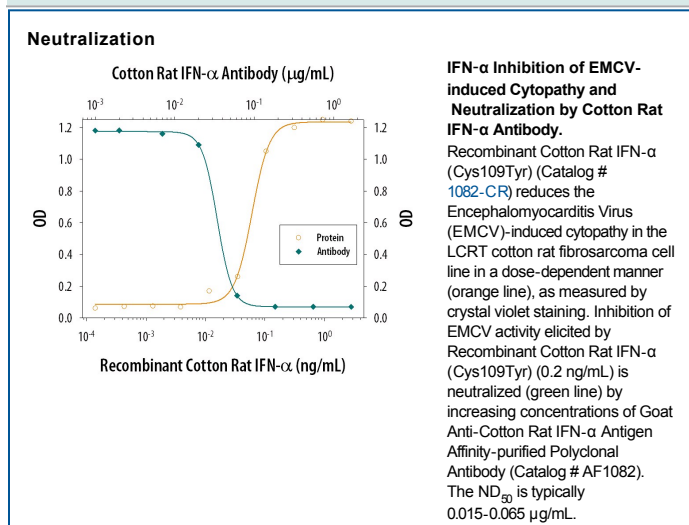 Neutralization
Cotton Rat IFN-α Antibody (µg/mL)
10⁻³ 10⁻² 10⁻¹ 10⁰
1.2 1.2
1.0 1.0
0.8 0.8
OD OD
0.6 0.6
Protein
Antibody
0.4 0.4
0.2 0.2
0.0 0.0
10⁻⁴ 10⁻³ 10⁻² 10⁻¹ 10⁰
Recombinant Cotton Rat IFN-α (ng/mL)
IFN-α Inhibition of EMCV-
induced Cytopathy and
Neutralization by Cotton Rat
IFN-α Antibody.
Recombinant Cotton Rat IFN-α
(Cys109Tyr) (Catalog #
1082-CR) reduces the
Encephalomyocarditis Virus
(EMCV)-induced cytopathy in the
LCRT cotton rat fibrosarcoma cell
line in a dose-dependent manner
(orange line), as measured by
crystal violet staining. Inhibition of
EMCV activity elicited by
Recombinant Cotton Rat IFN-α
(Cys109Tyr) (0.2 ng/mL) is
neutralized (green line) by
increasing concentrations of Goat
Anti-Cotton Rat IFN-α Antigen
Affinity-purified Polyclonal
Antibody (Catalog # AF1082).
The ND₅₀ is typically
0.015-0.065 µg/mL.